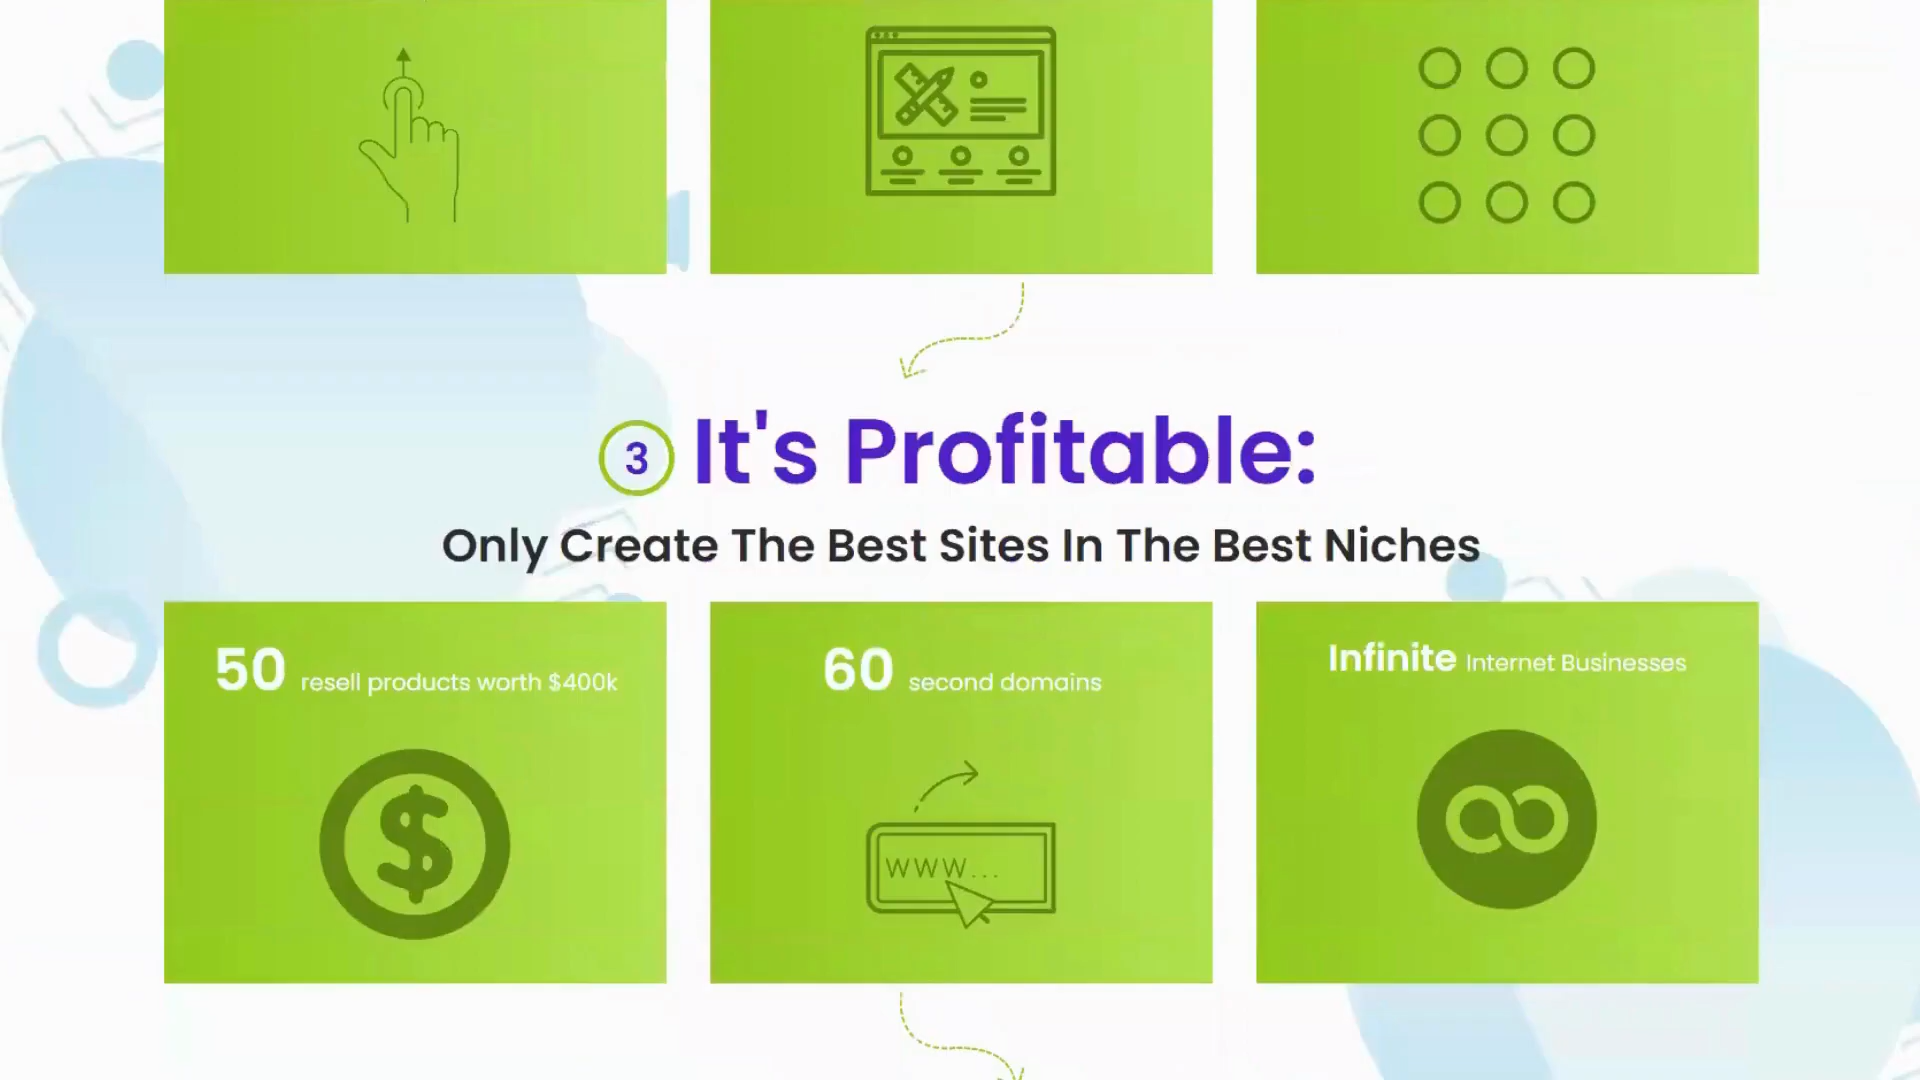 3 It's Profitable:
Only Create The Best Sites In The Best Niches
50 resell products worth $400k
60 second domains
Infinite Internet Businesses
www...